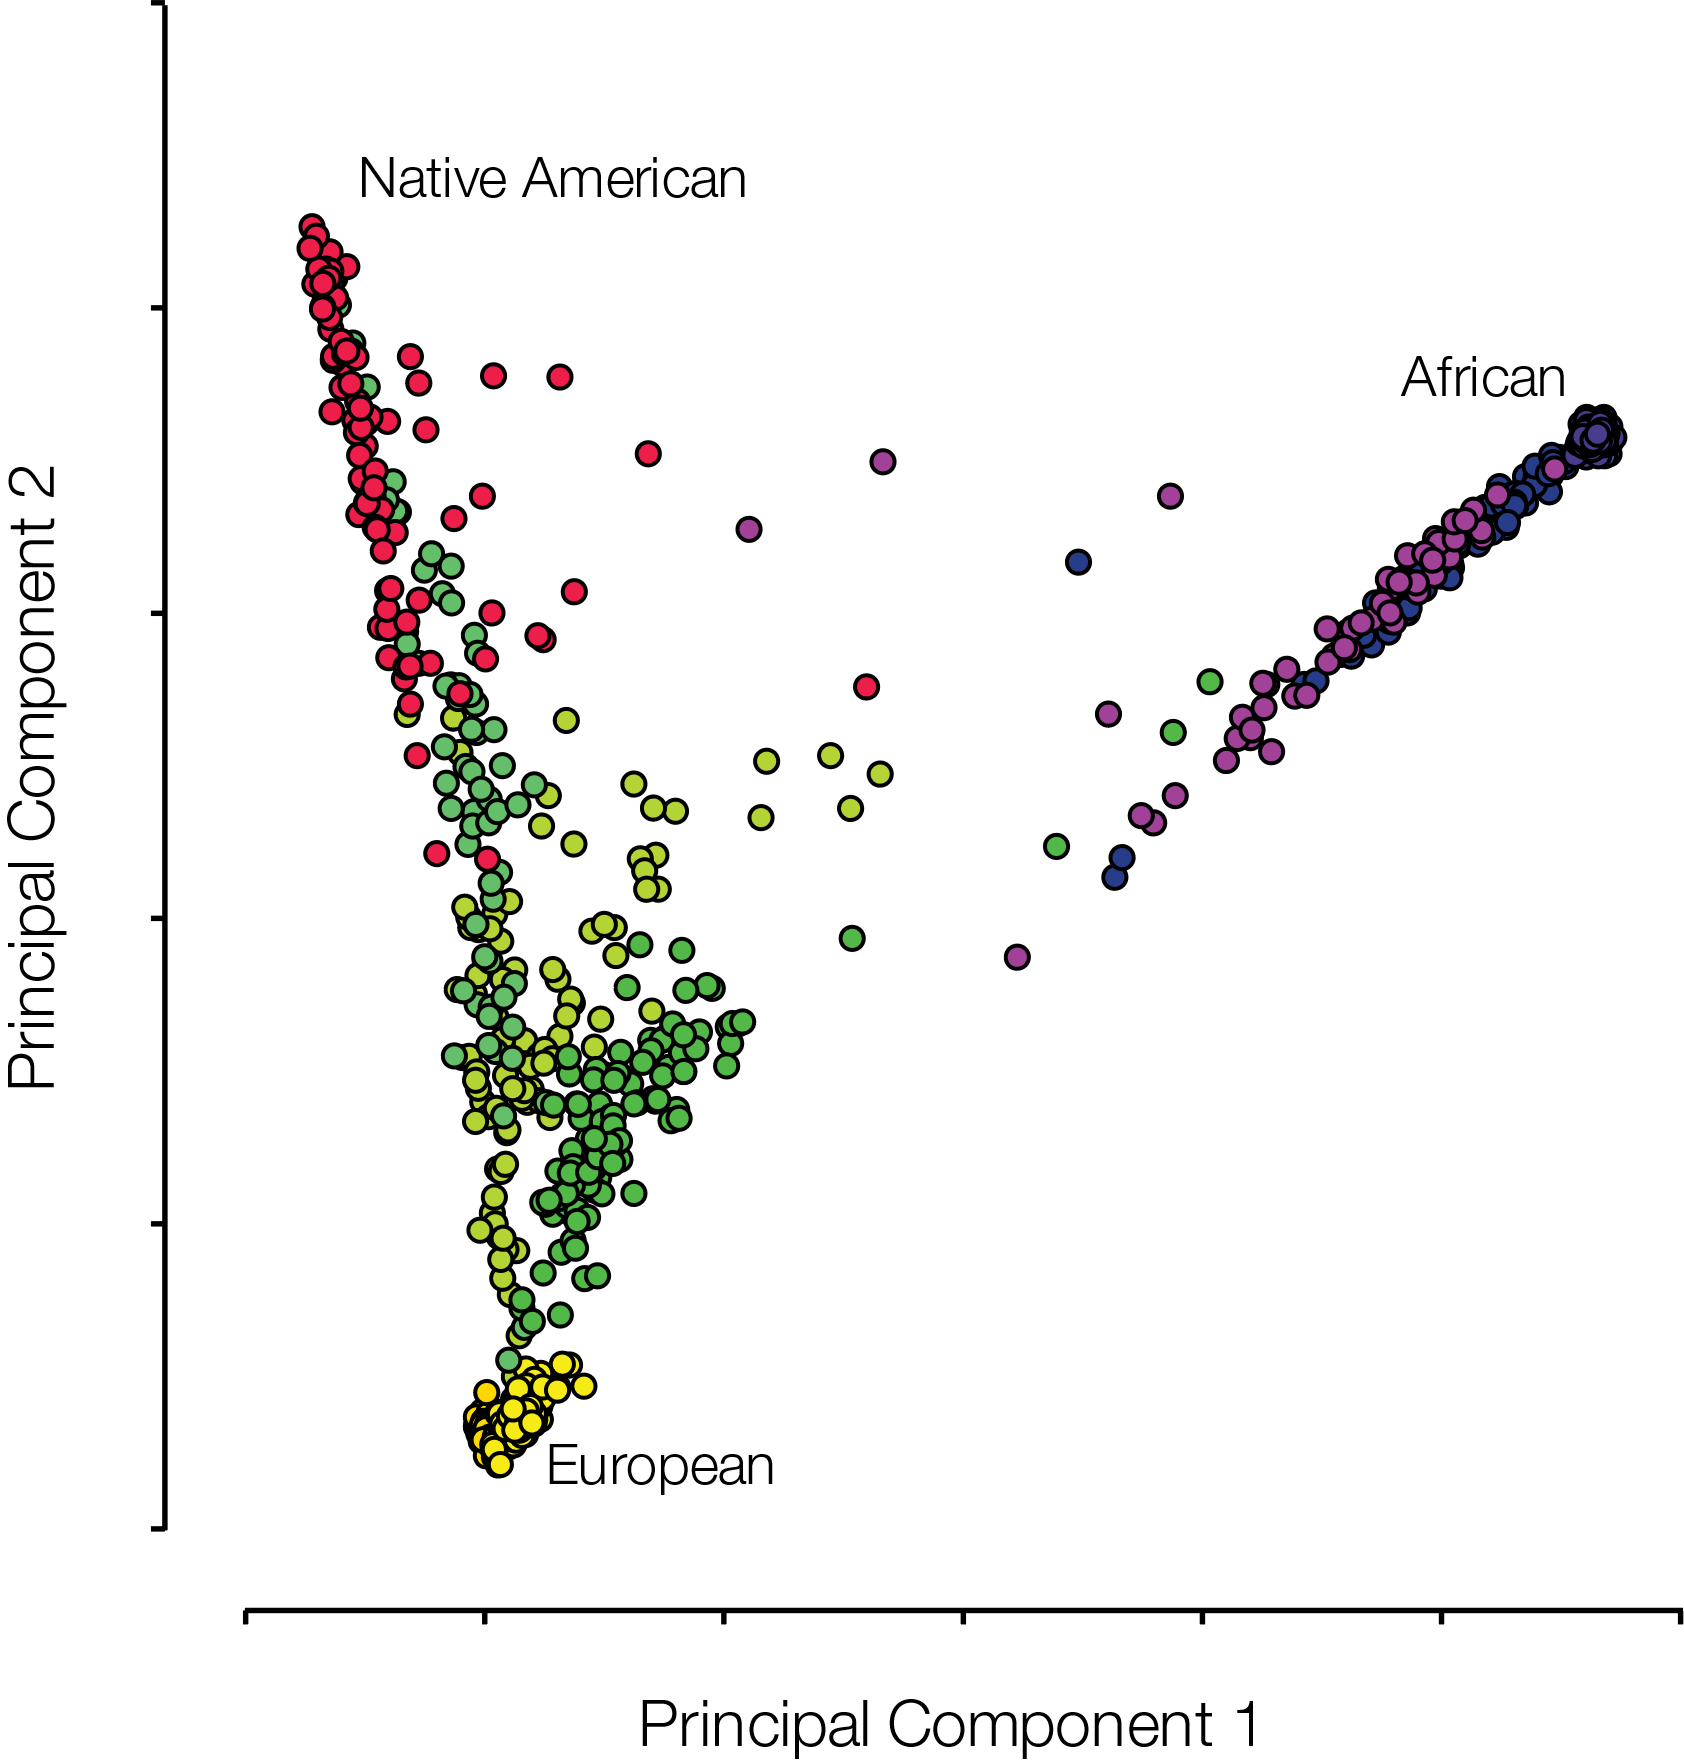 Native American
African
Principal Component 2
European
Principal Component 1